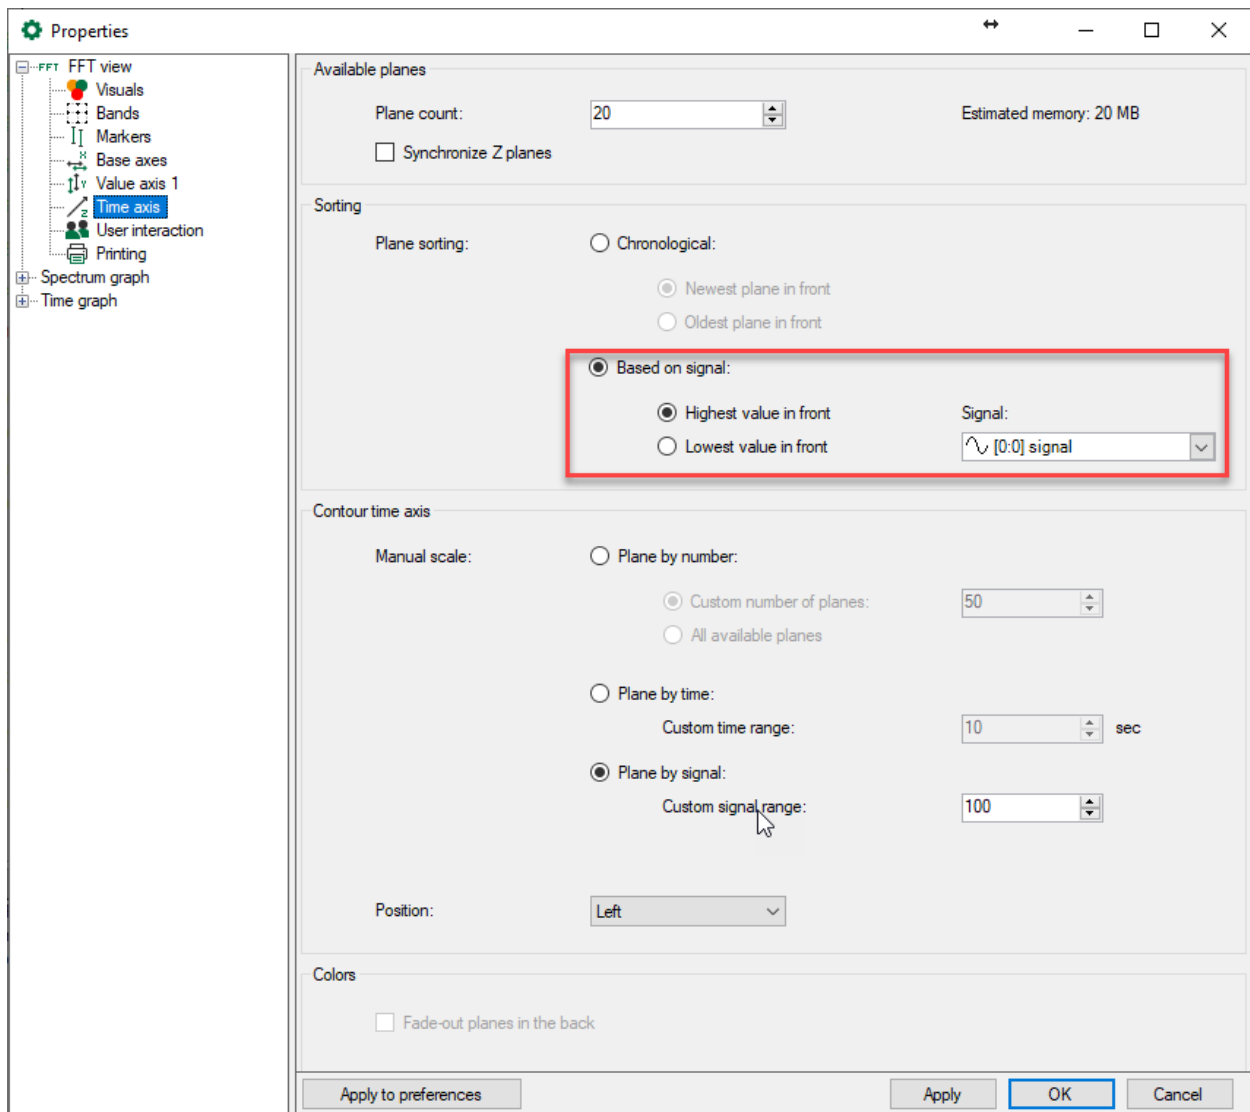 Properties
FFT FFT view
Visuals
Bands
Markers
X Base axes
Y Value axis 1
Z Time axis
User interaction
Printing
Spectrum graph
Time graph
Available planes
Plane count: 20 Estimated memory: 20 MB
Synchronize Z planes
Sorting
Plane sorting: Chronological:
Newest plane in front
Oldest plane in front
Based on signal:
Highest value in front Signal:
Lowest value in front [0:0] signal
Contour time axis
Manual scale: Plane by number:
Custom number of planes: 50
All available planes
Plane by time:
Custom time range: 10 sec
Plane by signal:
Custom signal range: 100
Position: Left
Colors
Fade-out planes in the back
Apply to preferences Apply OK Cancel